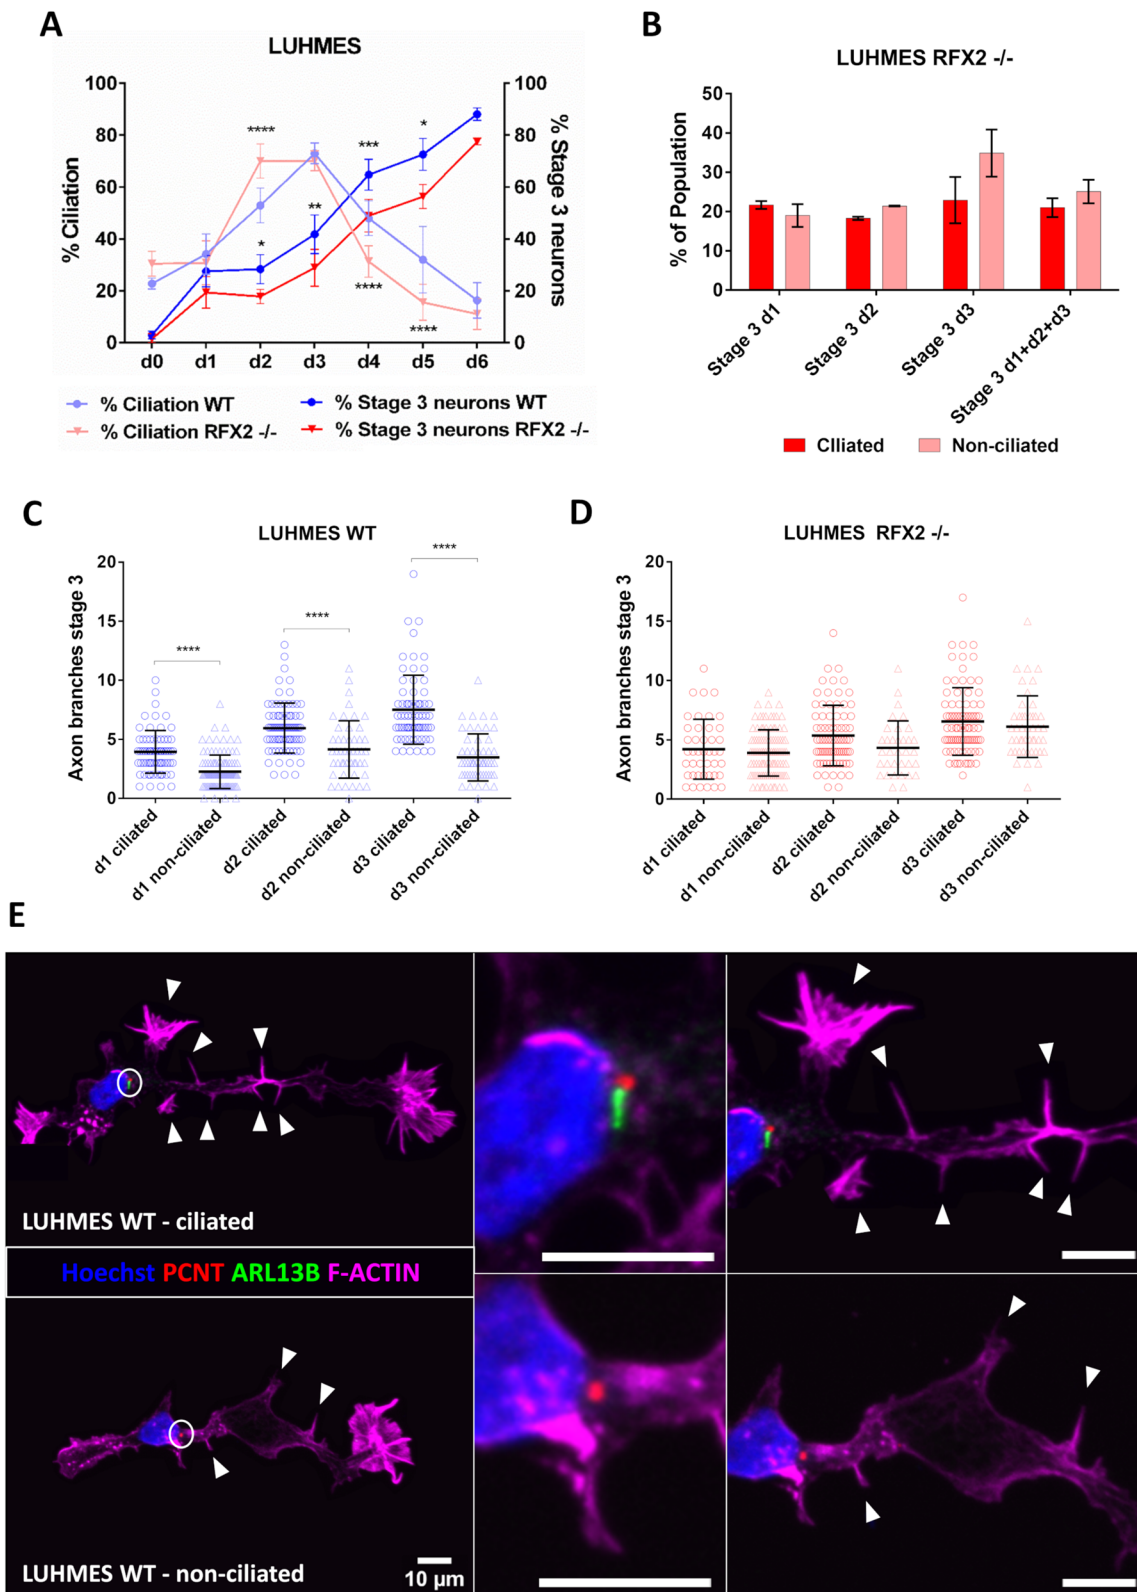 A
LUHMES
100
80
60
40
20
0
% Ciliation
100
80
60
40
20
0
% Stage 3 neurons
****
*
**
***
****
*
****
d0 d1 d2 d3 d4 d5 d6
% Ciliation WT
% Stage 3 neurons WT
% Ciliation RFX2 -/-
% Stage 3 neurons RFX2 -/-
B
LUHMES RFX2 -/-
50
40
30
20
10
0
% of Population
Stage 3 d1
Stage 3 d2
Stage 3 d3
Stage 3 d1+d2+d3
Ciliated
Non-ciliated
C
LUHMES WT
20
15
10
5
0
Axon branches stage 3
****
****
****
d1 ciliated
d1 non-ciliated
d2 ciliated
d2 non-ciliated
d3 ciliated
d3 non-ciliated
D
LUHMES RFX2 -/-
20
15
10
5
0
Axon branches stage 3
d1 ciliated
d1 non-ciliated
d2 ciliated
d2 non-ciliated
d3 ciliated
d3 non-ciliated
E
LUHMES WT - ciliated
Hoechst PCNT ARL13B F-ACTIN
LUHMES WT - non-ciliated
10 µm